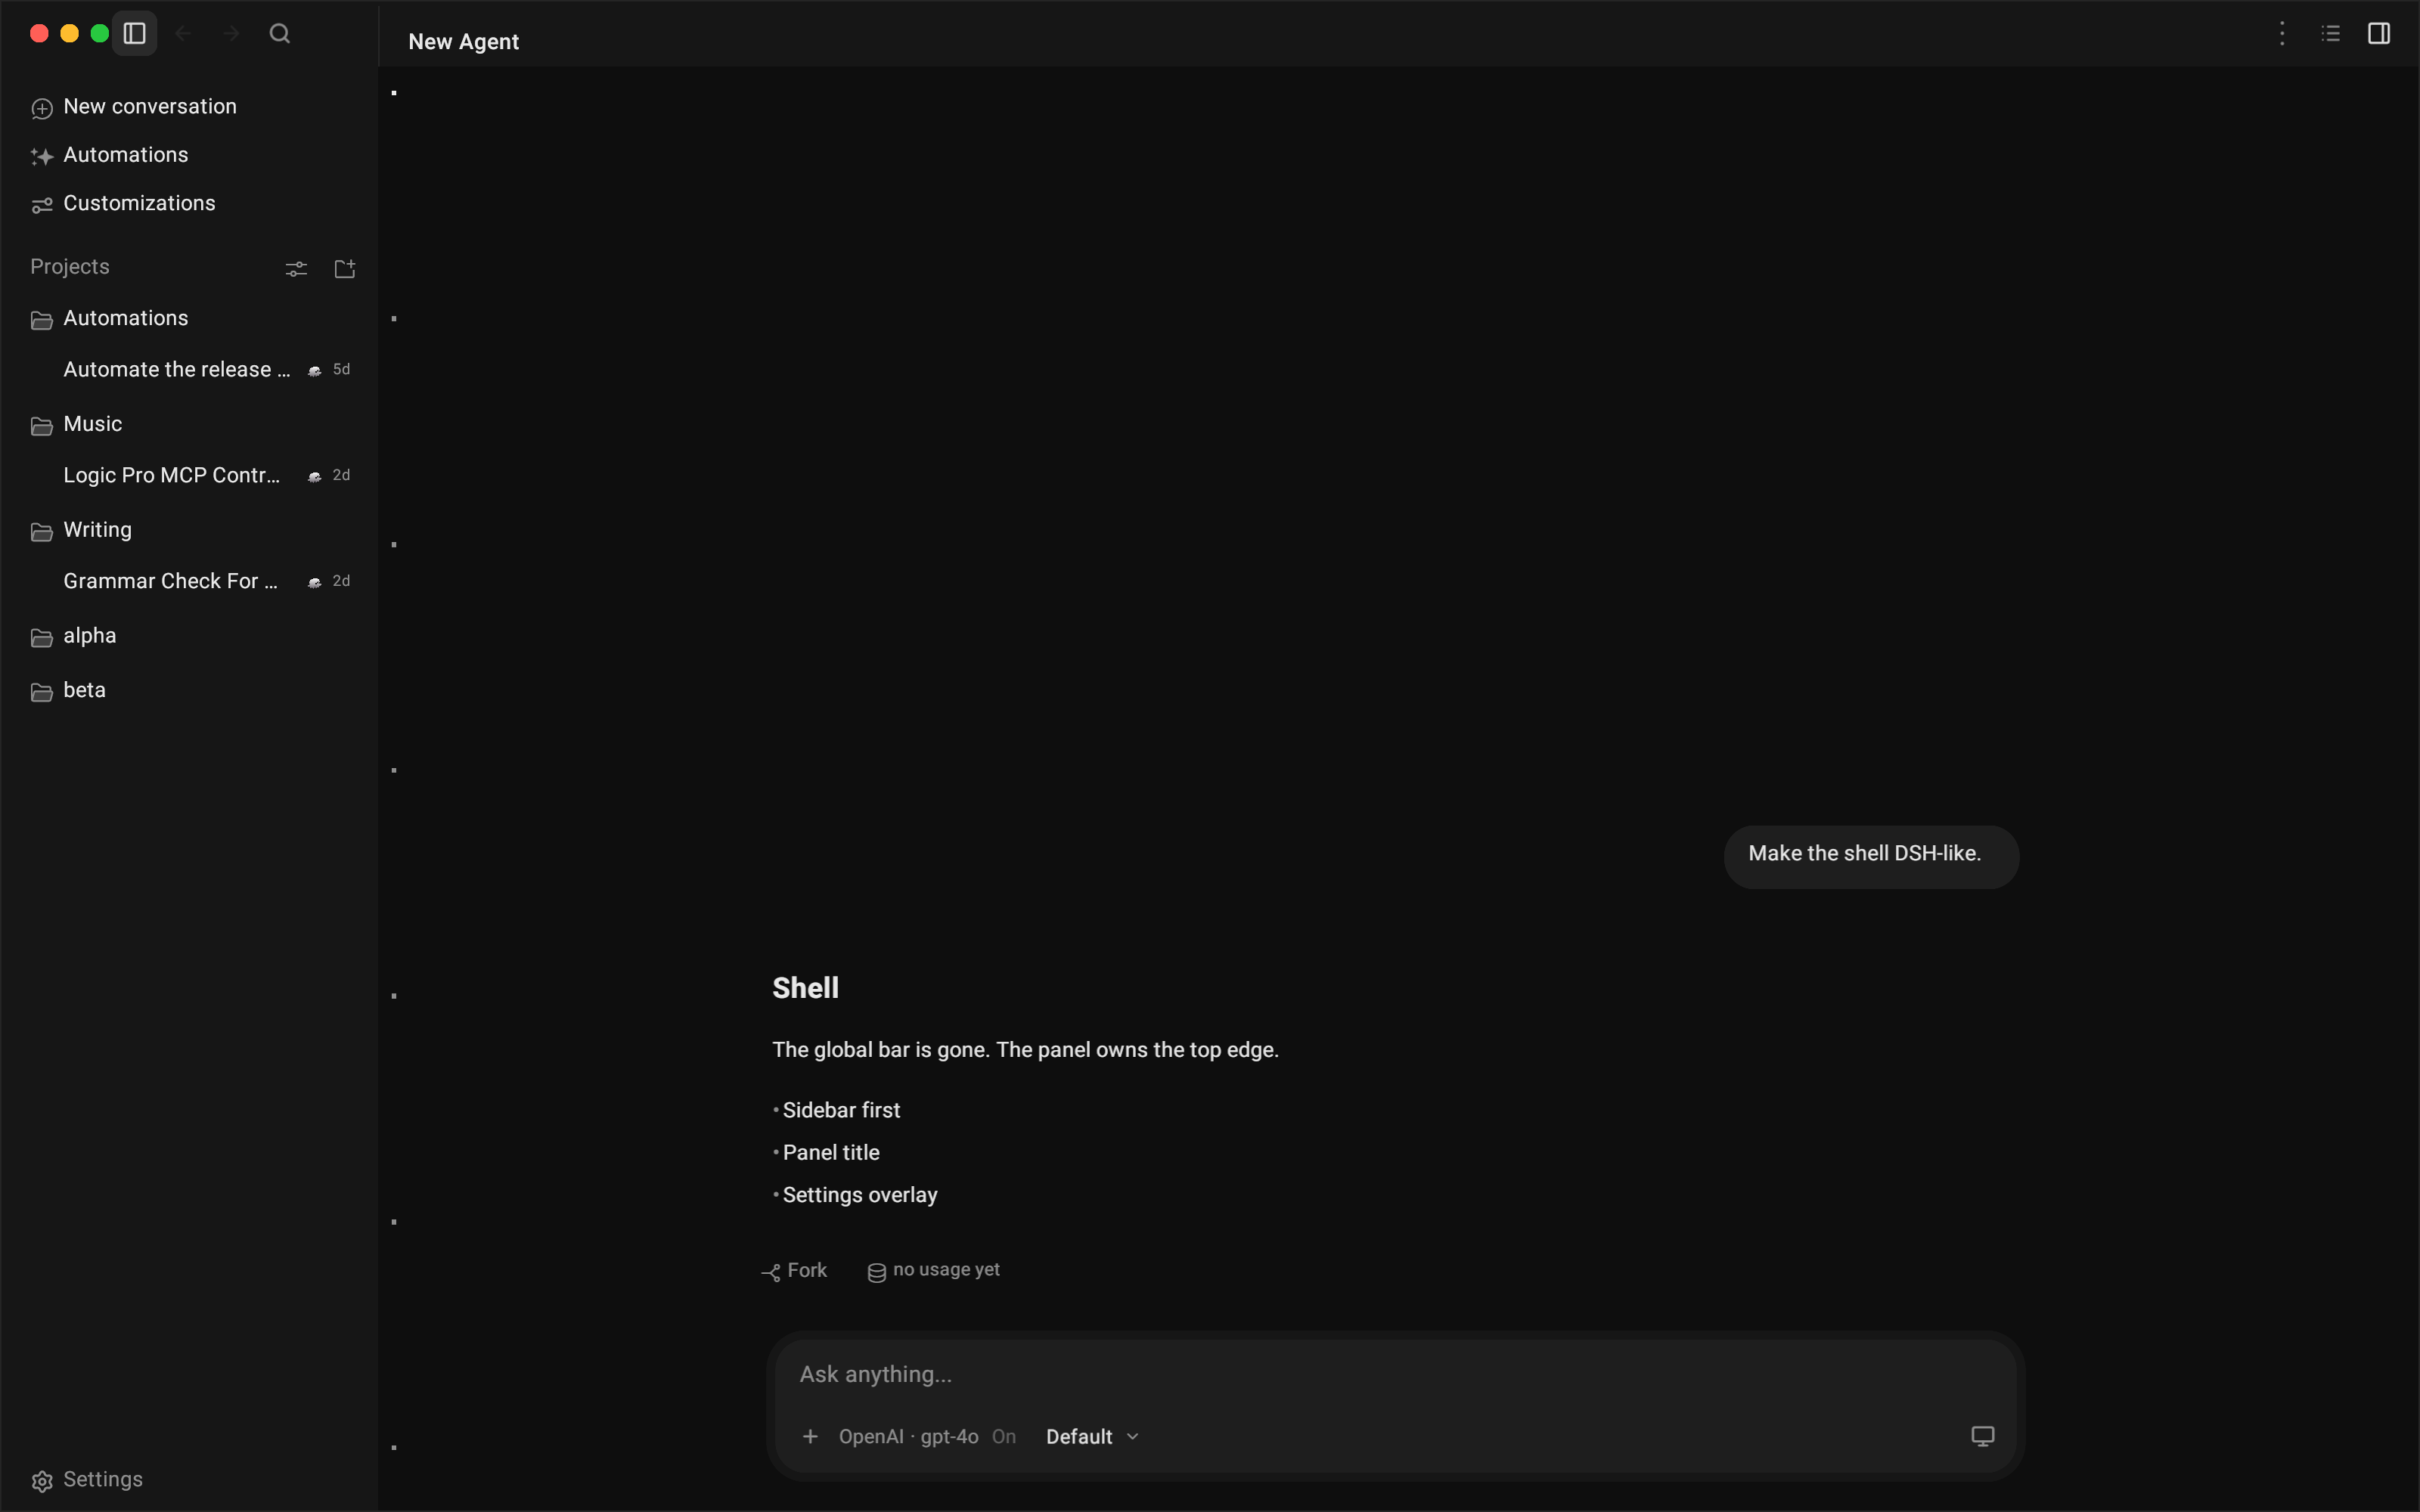 New Agent
New conversation
Automations
Customizations
Projects
Automations
Automate the release ... 5d
Music
Logic Pro MCP Contr... 2d
Writing
Grammar Check For ... 2d
alpha
beta
Settings
Make the shell DSH-like.
Shell
The global bar is gone. The panel owns the top edge.
• Sidebar first
• Panel title
• Settings overlay
Fork no usage yet
Ask anything...
+ OpenAI · gpt-4o On Default